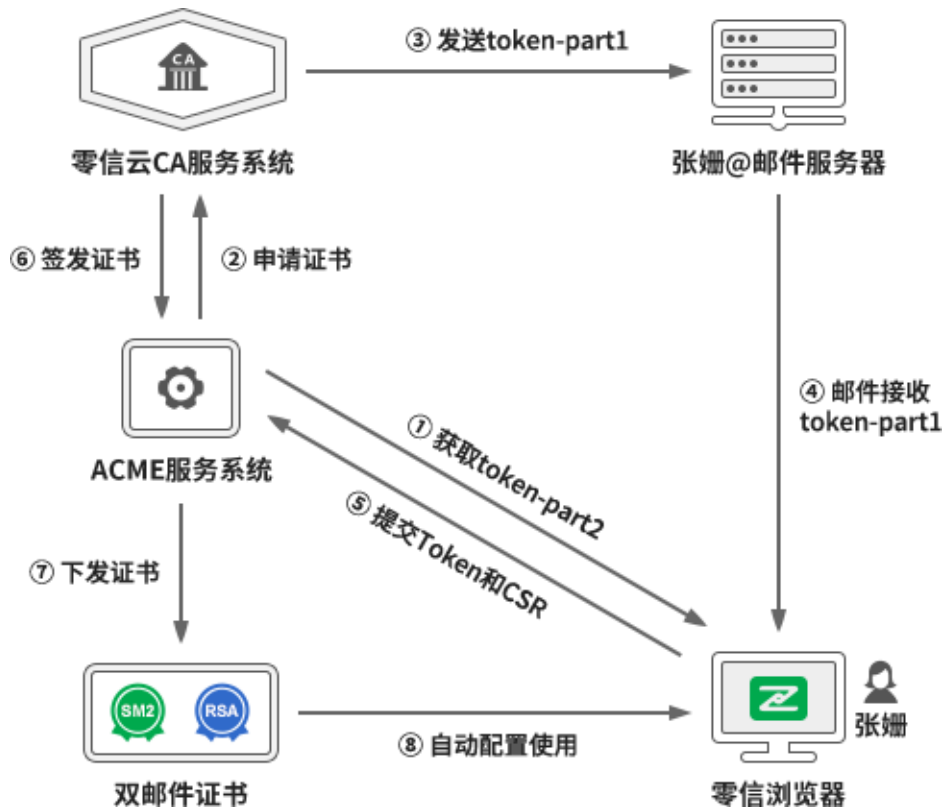 ③ 发送token-part1
CA
零信云CA服务系统
张姗@邮件服务器
⑥ 签发证书
② 申请证书
④ 邮件接收
token-part1
① 获取token-part2
ACME服务系统
⑤ 提交Token和CSR
⑦ 下发证书
SM2
RSA
张姗
⑧ 自动配置使用
双邮件证书
零信浏览器